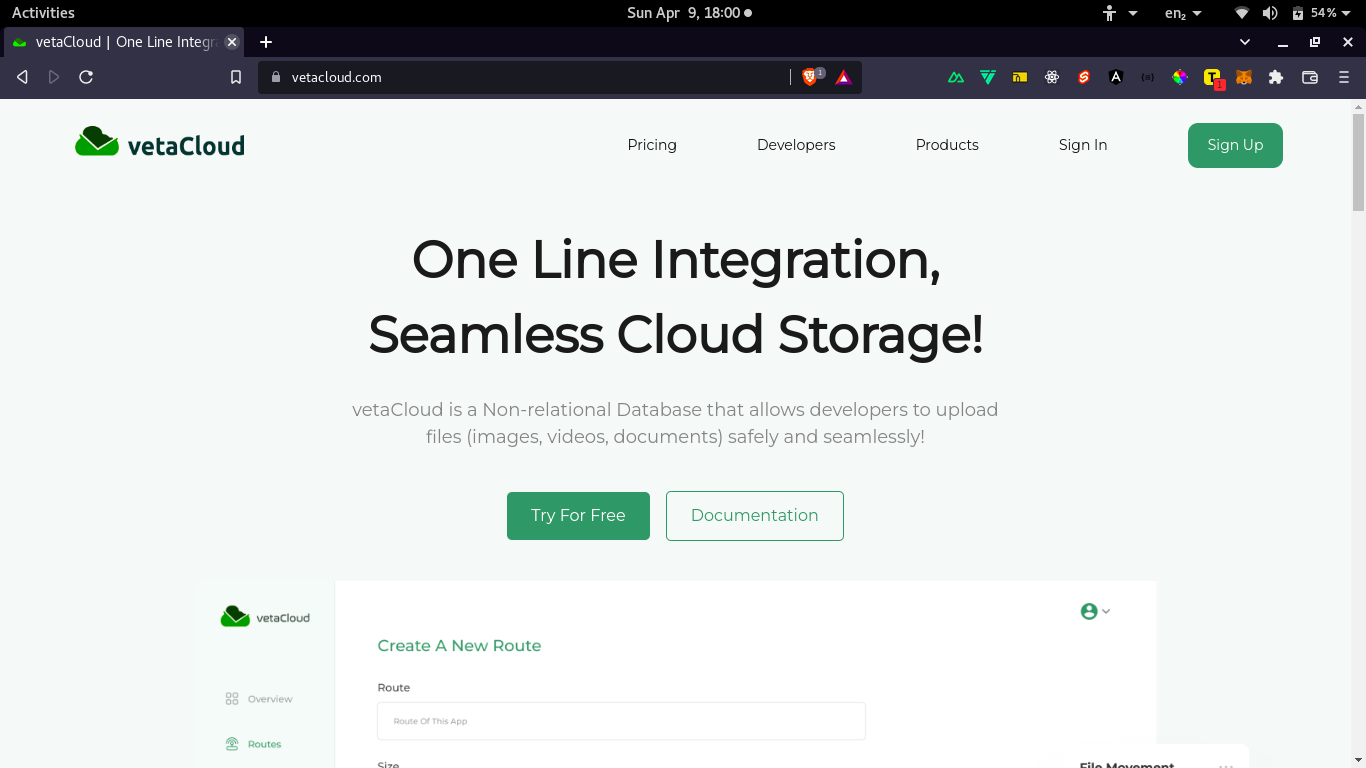 Activities
Sun Apr 9, 18:00
en₂
54%
vetaCloud | One Line Integra
vetacloud.com
1
1
vetaCloud
Pricing
Developers
Products
Sign In
Sign Up
One Line Integration,
Seamless Cloud Storage!
vetaCloud is a Non-relational Database that allows developers to upload
files (images, videos, documents) safely and seamlessly!
Try For Free
Documentation
vetaCloud
Create A New Route
Route
Overview
Route Of This App
Routes
Size
File Movement